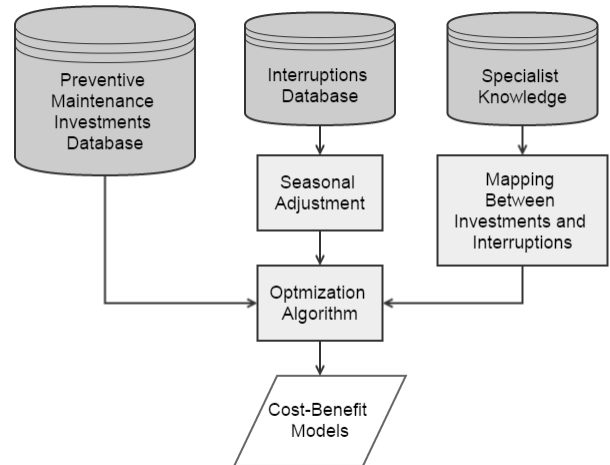 Preventive
Maintenance
Investments
Database
Interruptions
Database
Specialist
Knowledge
Seasonal
Adjustment
Mapping
Between
Investments and
Interruptions
Optmization
Algorithm
Cost-Benefit
Models